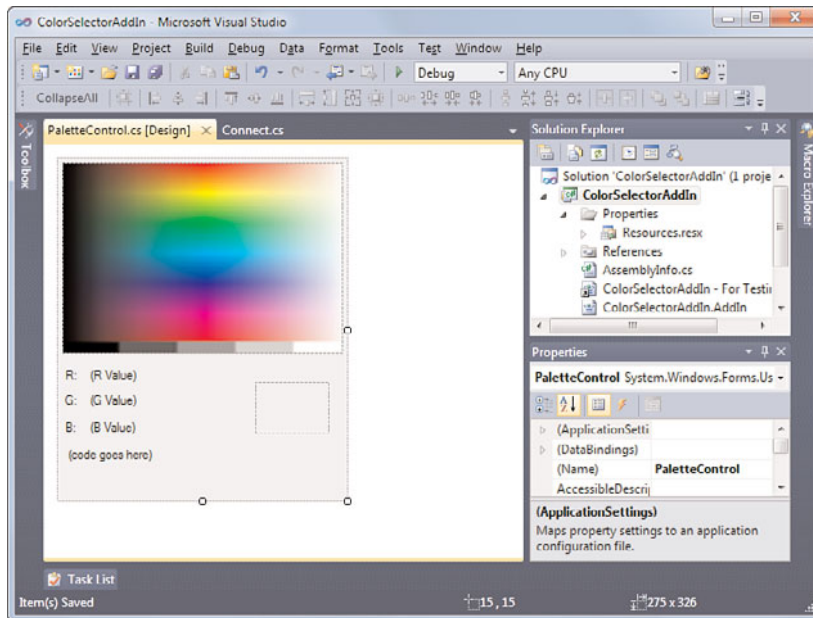 ColorSelectorAddIn - Microsoft Visual Studio
File Edit View Project Build Debug Data Format Tools Test Window Help
Debug Any CPU
CollapseAll
Toolbox
PaletteControl.cs [Design] Connect.cs
R: (R Value)
G: (G Value)
B: (B Value)
(code goes here)
Solution Explorer
Solution 'ColorSelectorAddIn' (1 proje
ColorSelectorAddIn
Properties
Resources.resx
References
AssemblyInfo.cs
ColorSelectorAddIn - For Testin
ColorSelectorAddIn.AddIn
Macro Explorer
Properties
PaletteControl System.Windows.Forms.Us
(ApplicationSetti
(DataBindings)
(Name) PaletteControl
AccessibleDescrip
(ApplicationSettings)
Maps property settings to an application
configuration file.
Task List
Item(s) Saved 15 , 15 275 x 326